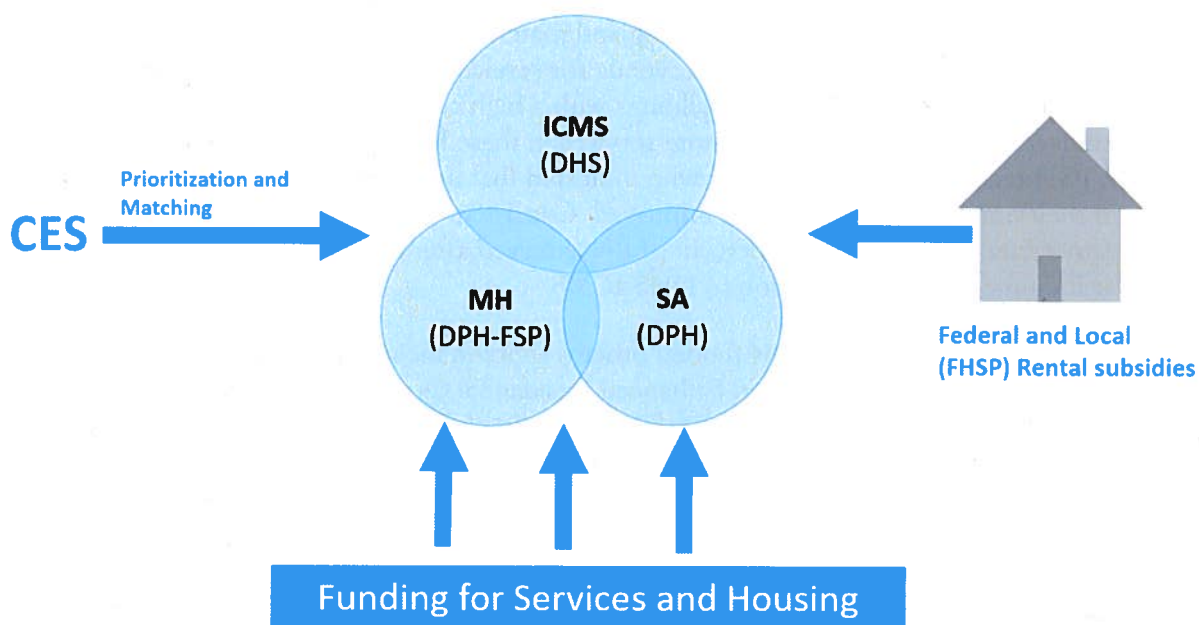 ICMS
(DHS)
Prioritization and
Matching
CES
MH
(DPH-FSP)
SA
(DPH)
Federal and Local
(FHSP) Rental subsidies
Funding for Services and Housing